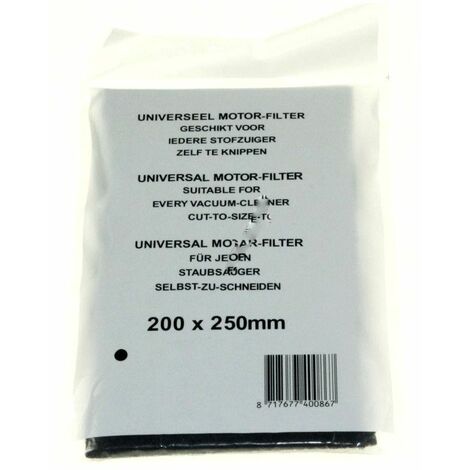 UNIVERSEEL MOTOR-FILTER
GESCHIKT VOOR
IEDERE STOFZUIGER
ZELF TE KNIPPEN
UNIVERSAL MOTOR-FILTER
SUITABLE FOR
EVERY VACUUM-CLEANER
CUT-TO-SIZE-TO
UNIVERSAL MOTAR-FILTER
FÜR JEDEN
STAUBSAUGER
SELBST-ZU-SCHNEIDEN
200 x 250mm
8 717677 400867